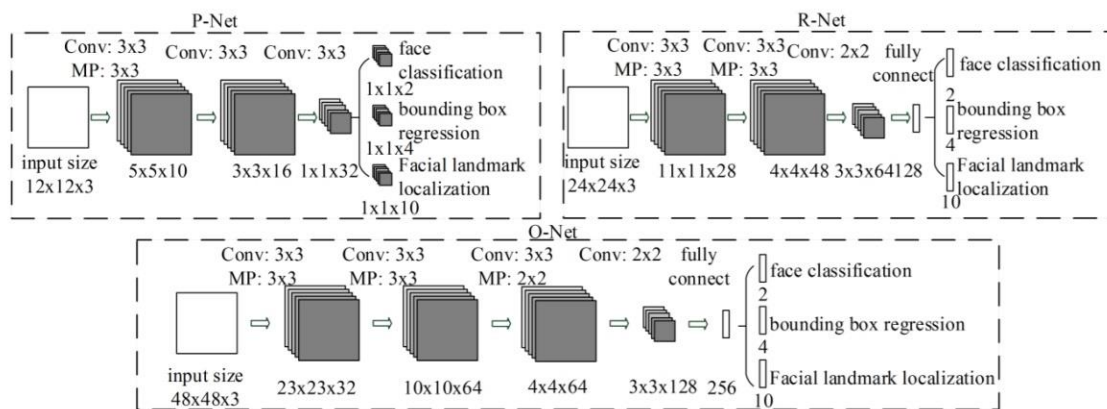 P-Net
Conv: 3x3 Conv: 3x3 Conv: 3x3
MP: 3x3
face
classification
1x1x2
bounding box
regression
1x1x4
Facial landmark
localization
1x1x10
input size
12x12x3
5x5x10
3x3x16
1x1x32
R-Net
Conv: 3x3 Conv: 3x3 Conv: 2x2 fully
MP: 3x3 MP: 3x3 connect
face classification
2
bounding box
regression
4
Facial landmark
localization
10
input size
24x24x3
11x11x28
4x4x48
3x3x64
128
O-Net
Conv: 3x3 Conv: 3x3 Conv: 3x3 Conv: 2x2 fully
MP: 3x3 MP: 3x3 MP: 2x2 connect
face classification
2
bounding box regression
4
Facial landmark localization
10
input size
48x48x3
23x23x32
10x10x64
4x4x64
3x3x128
256